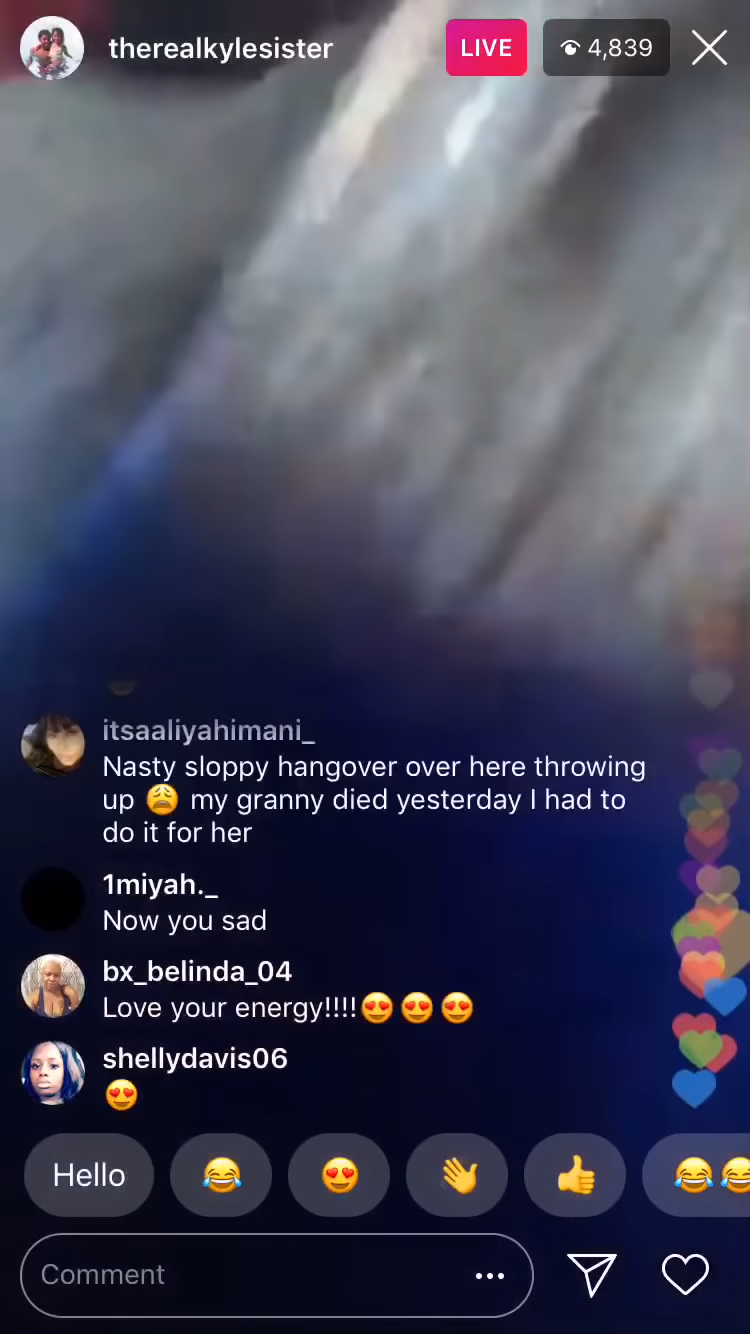 therealkylesister
LIVE
4,839
itsaaliyahimani_
Nasty sloppy hangover over here throwing
up 😩 my granny died yesterday I had to
do it for her
1miyah._
Now you sad
bx_belinda_04
Love your energy!!!!😍😍😍
shellydavis06
😍
Hello
Comment